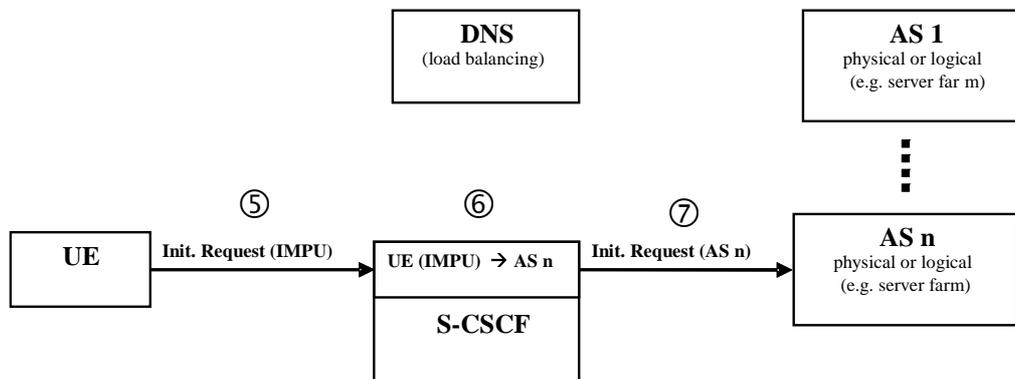 DNS
(load balancing)
AS 1
physical or logical
(e.g. server far m)
⑤
⑥
⑦
UE
Init. Request (IMPU)
UE (IMPU) → AS n
Init. Request (AS n)
AS n
physical or logical
(e.g. server farm)
S-CSCF